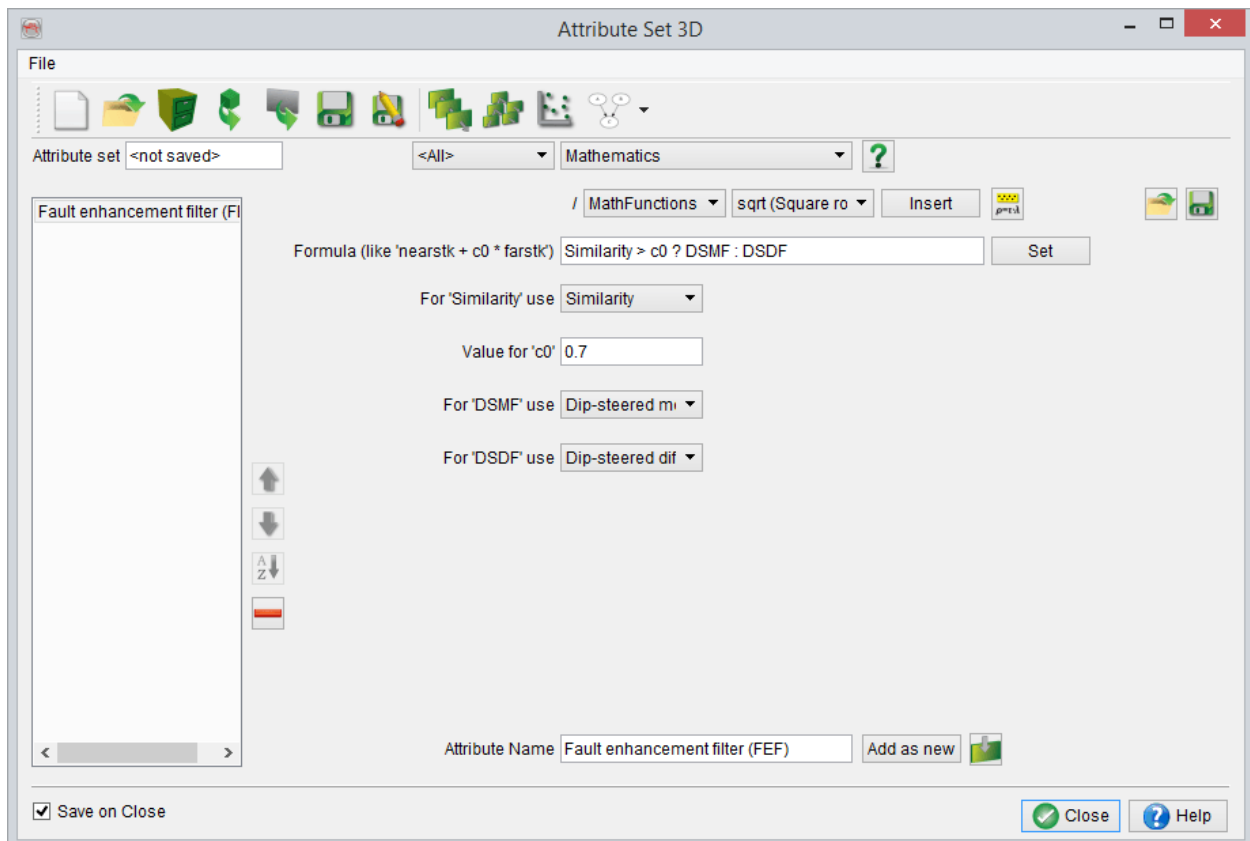 Attribute Set 3D
File
Attribute set <not saved> <All> Mathematics
Fault enhancement filter (FI
/ MathFunctions sqrt (Square ro Insert
Formula (like 'nearstk + c0 * farstk') Similarity > c0 ? DSMF : DSDF Set
For 'Similarity' use Similarity
Value for 'c0' 0.7
For 'DSMF' use Dip-steered m
For 'DSDF' use Dip-steered dif
A
Z
Attribute Name Fault enhancement filter (FEF) Add as new
Save on Close
Close Help